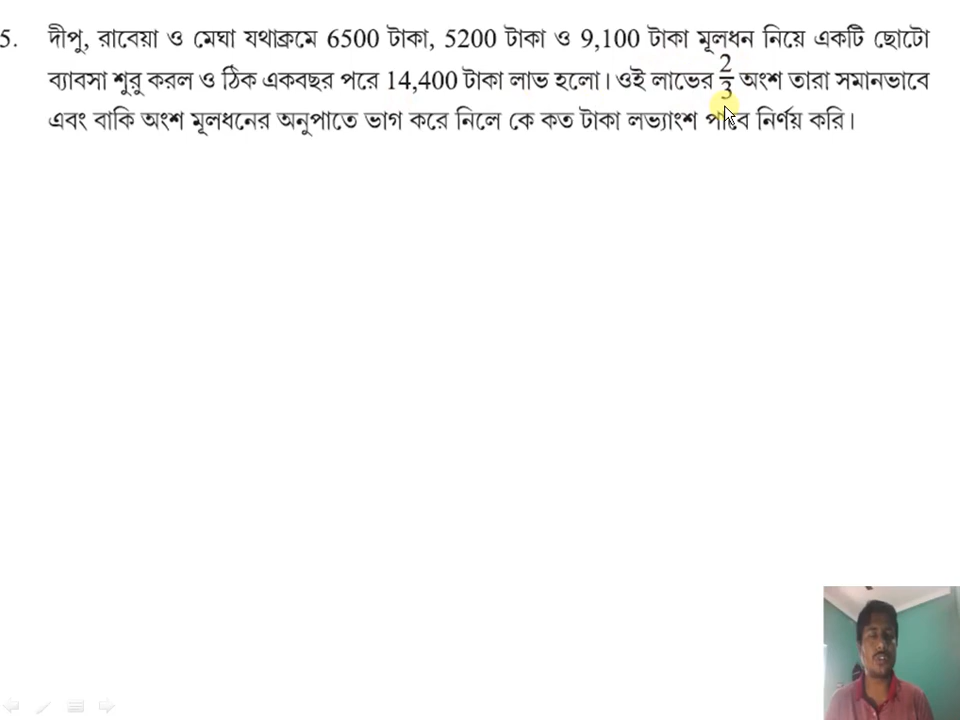 5. দীপু, রাবেয়া ও মেঘা যথাক্রমে 6500 টাকা, 5200 টাকা ও 9,100 টাকা মূলধন নিয়ে একটি ছোটো
ব্যাবসা শুরু করল ও ঠিক একবছর পরে 14,400 টাকা লাভ হলো। ওই লাভের 2/3 অংশ তারা সমানভাবে
এবং বাকি অংশ মূলধনের অনুপাতে ভাগ করে নিলে কে কত টাকা লভ্যাংশ পাবে নির্ণয় করি।